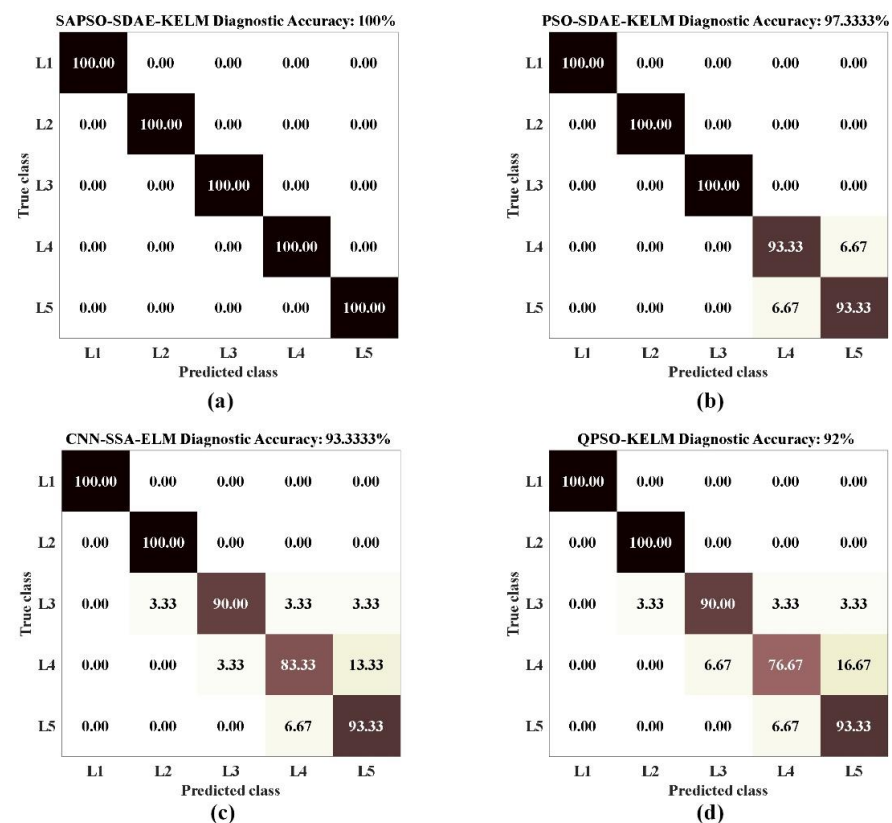 SAPSO-SDAE-KELM Diagnostic Accuracy: 100%
L1 100.00 0.00 0.00 0.00 0.00
L2 0.00 100.00 0.00 0.00 0.00
L3 0.00 0.00 100.00 0.00 0.00
L4 0.00 0.00 0.00 100.00 0.00
L5 0.00 0.00 0.00 0.00 100.00
True class
L1 L2 L3 L4 L5
Predicted class
(a)
PSO-SDAE-KELM Diagnostic Accuracy: 97.3333%
L1 100.00 0.00 0.00 0.00 0.00
L2 0.00 100.00 0.00 0.00 0.00
L3 0.00 0.00 100.00 0.00 0.00
L4 0.00 0.00 0.00 93.33 6.67
L5 0.00 0.00 0.00 6.67 93.33
True class
L1 L2 L3 L4 L5
Predicted class
(b)
CNN-SSA-ELM Diagnostic Accuracy: 93.3333%
L1 100.00 0.00 0.00 0.00 0.00
L2 0.00 100.00 0.00 0.00 0.00
L3 0.00 3.33 90.00 3.33 3.33
L4 0.00 0.00 3.33 83.33 13.33
L5 0.00 0.00 0.00 6.67 93.33
True class
L1 L2 L3 L4 L5
Predicted class
(c)
QPSO-KELM Diagnostic Accuracy: 92%
L1 100.00 0.00 0.00 0.00 0.00
L2 0.00 100.00 0.00 0.00 0.00
L3 0.00 3.33 90.00 3.33 3.33
L4 0.00 0.00 6.67 76.67 16.67
L5 0.00 0.00 0.00 6.67 93.33
True class
L1 L2 L3 L4 L5
Predicted class
(d)